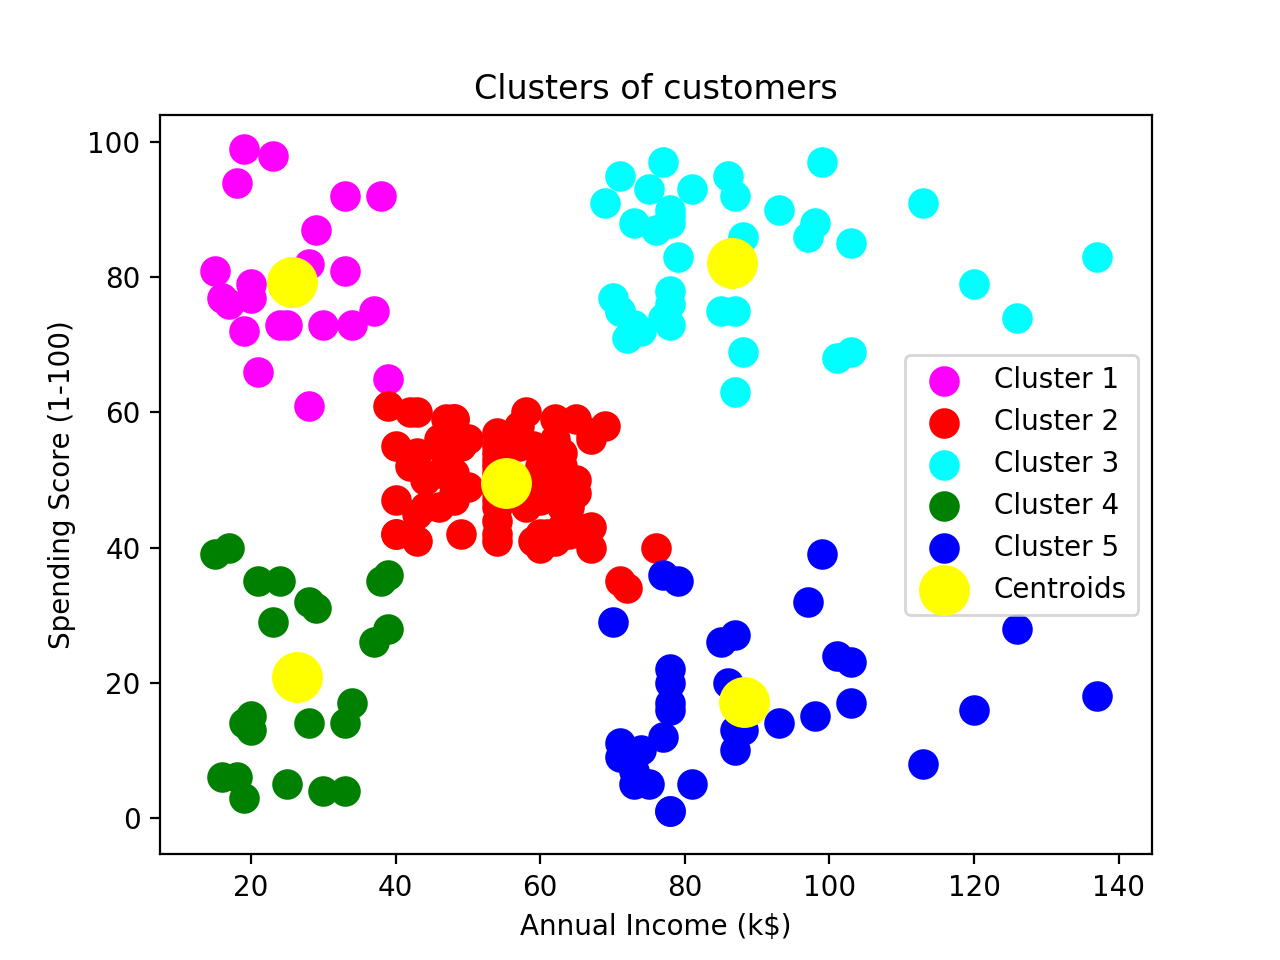 Clusters of customers
100
80
60
40
20
0
Spending Score (1-100)
20 40 60 80 100 120 140
Annual Income (k$)
Cluster 1
Cluster 2
Cluster 3
Cluster 4
Cluster 5
Centroids